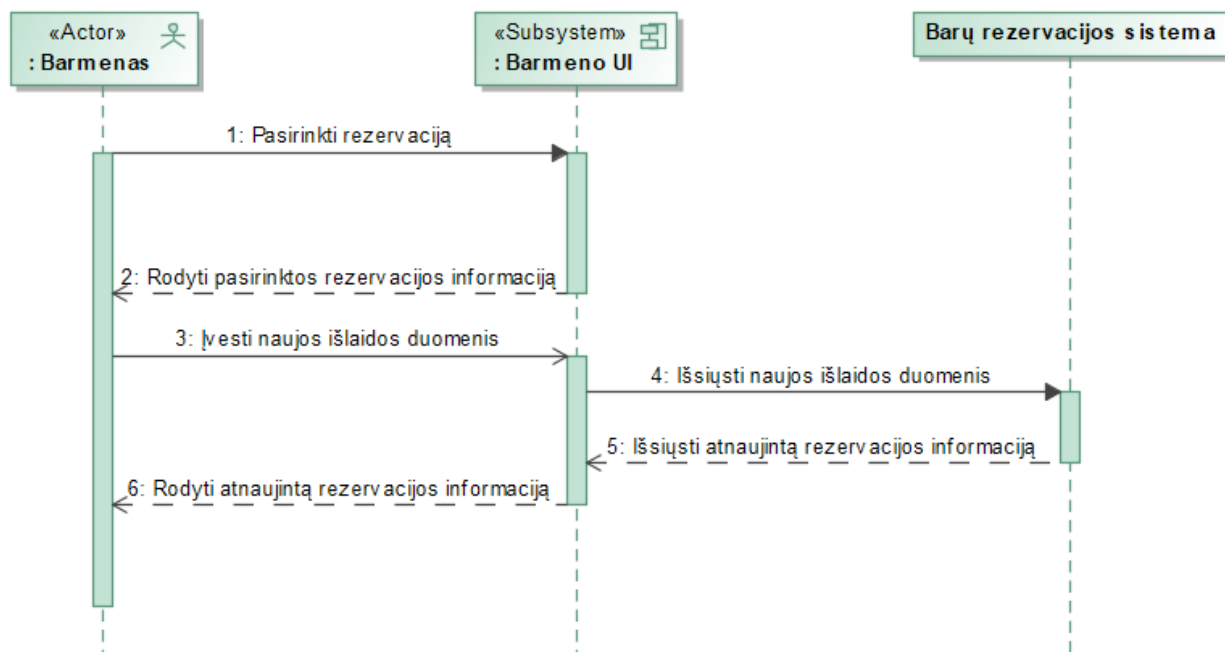 «Actor»
: Barmenas
«Subsystem»
: Barmeno UI
Barų rezervacijos sistema
1: Pasirinkti rezervaciją
2: Rodyti pasirinktos rezervacijos informaciją
3: Įvesti naujos išlaidos duomenis
4: Išsiųsti naujos išlaidos duomenis
5: Išsiųsti atnaujintą rezervacijos informaciją
6: Rodyti atnaujintą rezervacijos informaciją